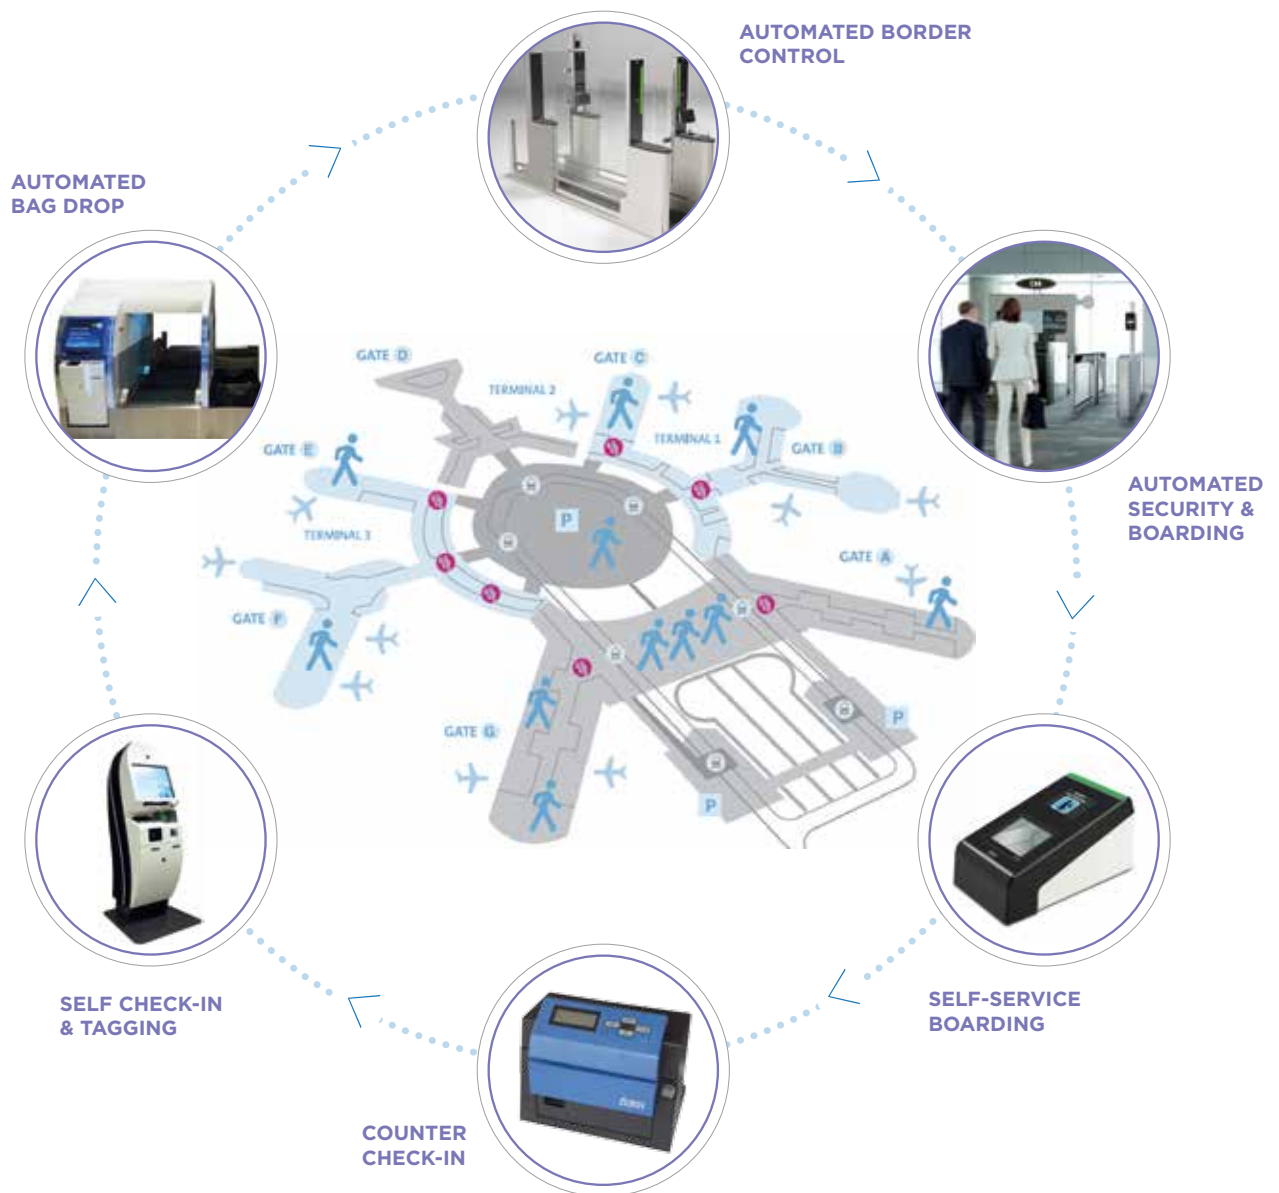 AUTOMATED BORDER
CONTROL
AUTOMATED
BAG DROP
GATE D
GATE C
TERMINAL 2
TERMINAL 1
GATE E
GATE B
P
TERMINAL 3
AUTOMATED
SECURITY &
BOARDING
GATE A
GATE F
GATE G
P
P
SELF CHECK-IN
& TAGGING
SELF-SERVICE
BOARDING
COUNTER
CHECK-IN